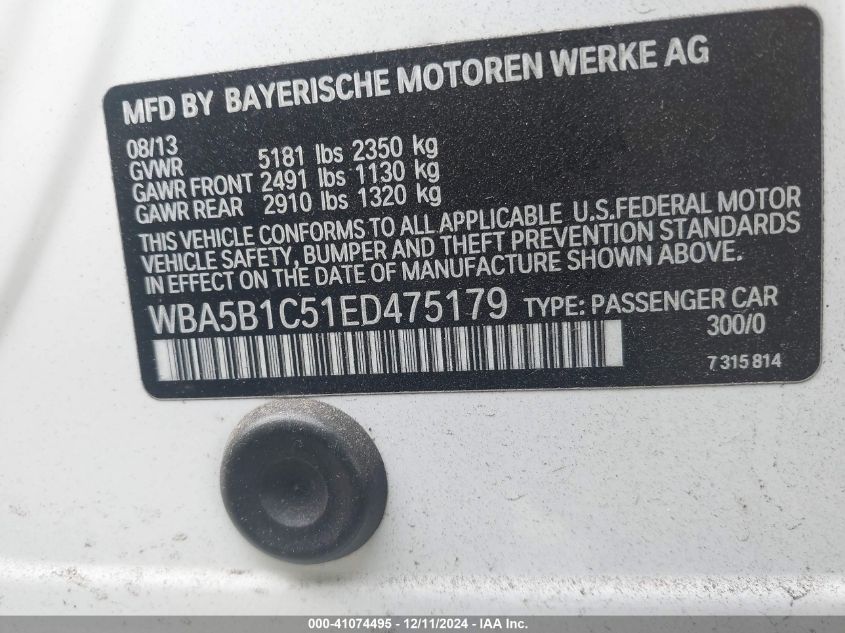 MFD BY BAYERISCHE MOTOREN WERKE AG
08/13
GVWR 5181 lbs 2350 kg
GAWR FRONT 2491 lbs 1130 kg
GAWR REAR 2910 lbs 1320 kg
THIS VEHICLE CONFORMS TO ALL APPLICABLE U.S.FEDERAL MOTOR
VEHICLE SAFETY, BUMPER AND THEFT PREVENTION STANDARDS
IN EFFECT ON THE DATE OF MANUFACTURE SHOWN ABOVE.
WBA5B1C51ED475179 TYPE: PASSENGER CAR
300/0
7 315 814
000-41074495 - 12/11/2024 - IAA Inc.